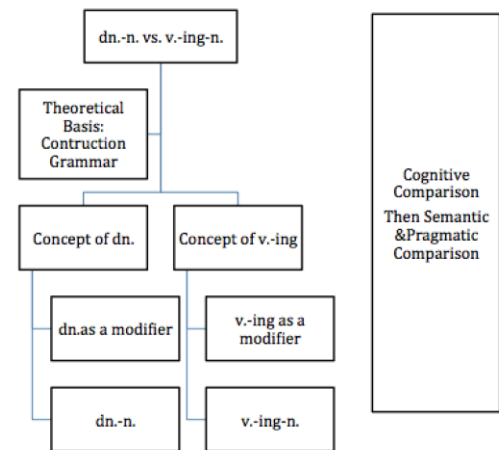 dn.-n. vs. v.-ing-n.
Theoretical
Basis:
Contruction
Grammar
Concept of dn.
Concept of v.-ing
dn.as a modifier
v.-ing as a
modifier
dn.-n.
v.-ing-n.
Cognitive
Comparison
Then Semantic
&Pragmatic
Comparison